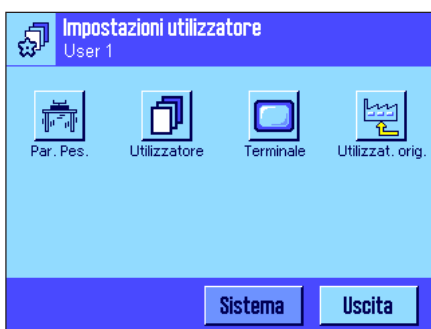 Impostazioni utilizzatore
User 1
Par. Pes.
Utilizzatore
Terminale
Utilizzat. orig.
Sistema
Uscita